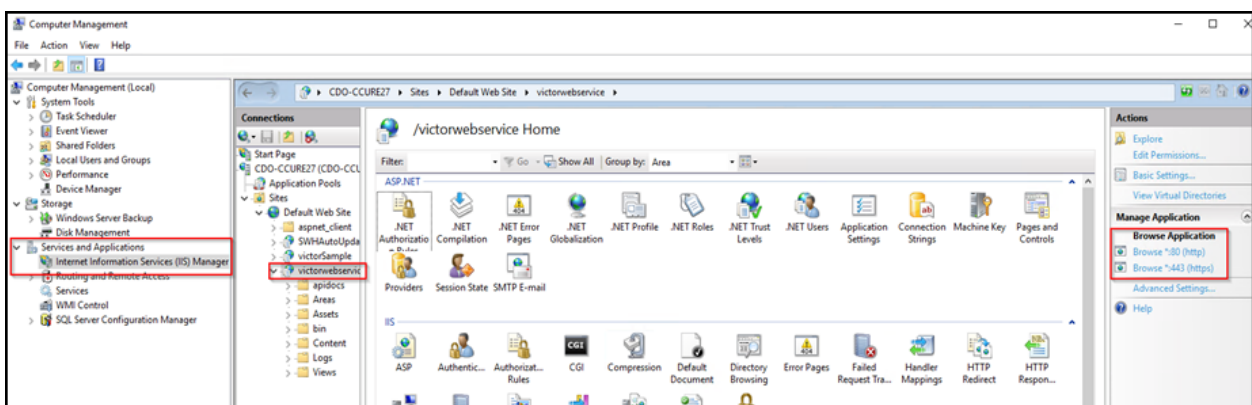 Computer Management
File Action View Help
Computer Management (Local)
System Tools
Task Scheduler
Event Viewer
Shared Folders
Local Users and Groups
Performance
Device Manager
Storage
Windows Server Backup
Disk Management
Services and Applications
Internet Information Services (IIS) Manager
Routing and Remote Access
Services
WMI Control
SQL Server Configuration Manager
CDO-CCURE27 Sites Default Web Site victorwebservice
Connections
Start Page
CDO-CCURE27 (CDO-CCU
Application Pools
Sites
Default Web Site
aspnet_client
SWHAutoUpda
victorSample
victorwebservic
apidocs
Areas
Assets
bin
Content
Logs
Views
/victorwebservice Home
Filter: Go Show All Group by: Area
ASP.NET
.NET Authorizatio
.NET Compilation
.NET Error Pages
.NET Globalization
.NET Profile
.NET Roles
.NET Trust Levels
.NET Users
Application Settings
Connection Strings
Machine Key
Pages and Controls
Providers
Session State
SMTP E-mail
IIS
ASP
Authentic...
Authorizat... Rules
CGI
CGI
Compression
Default Document
Directory Browsing
Error Pages
Failed Request Tra...
Handler Mappings
HTTP Redirect
HTTP Respon...
Actions
Explore
Edit Permissions...
Basic Settings...
View Virtual Directories
Manage Application
Browse Application
Browse *:80 (http)
Browse *:443 (https)
Advanced Settings...
Help